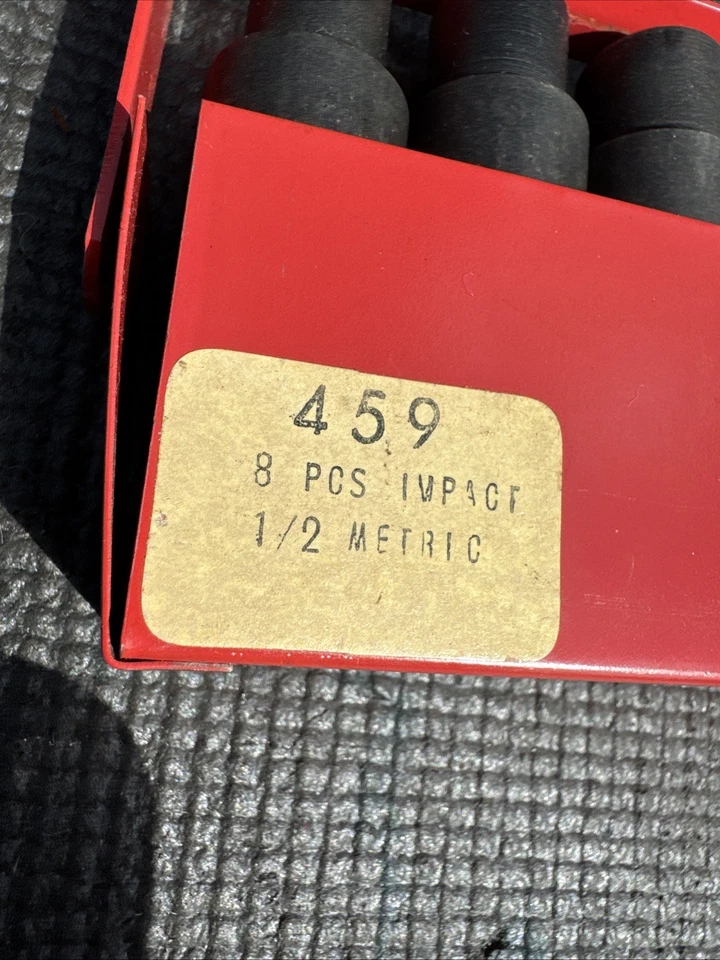 459
8 PCS IMPACT
1/2 METRIC